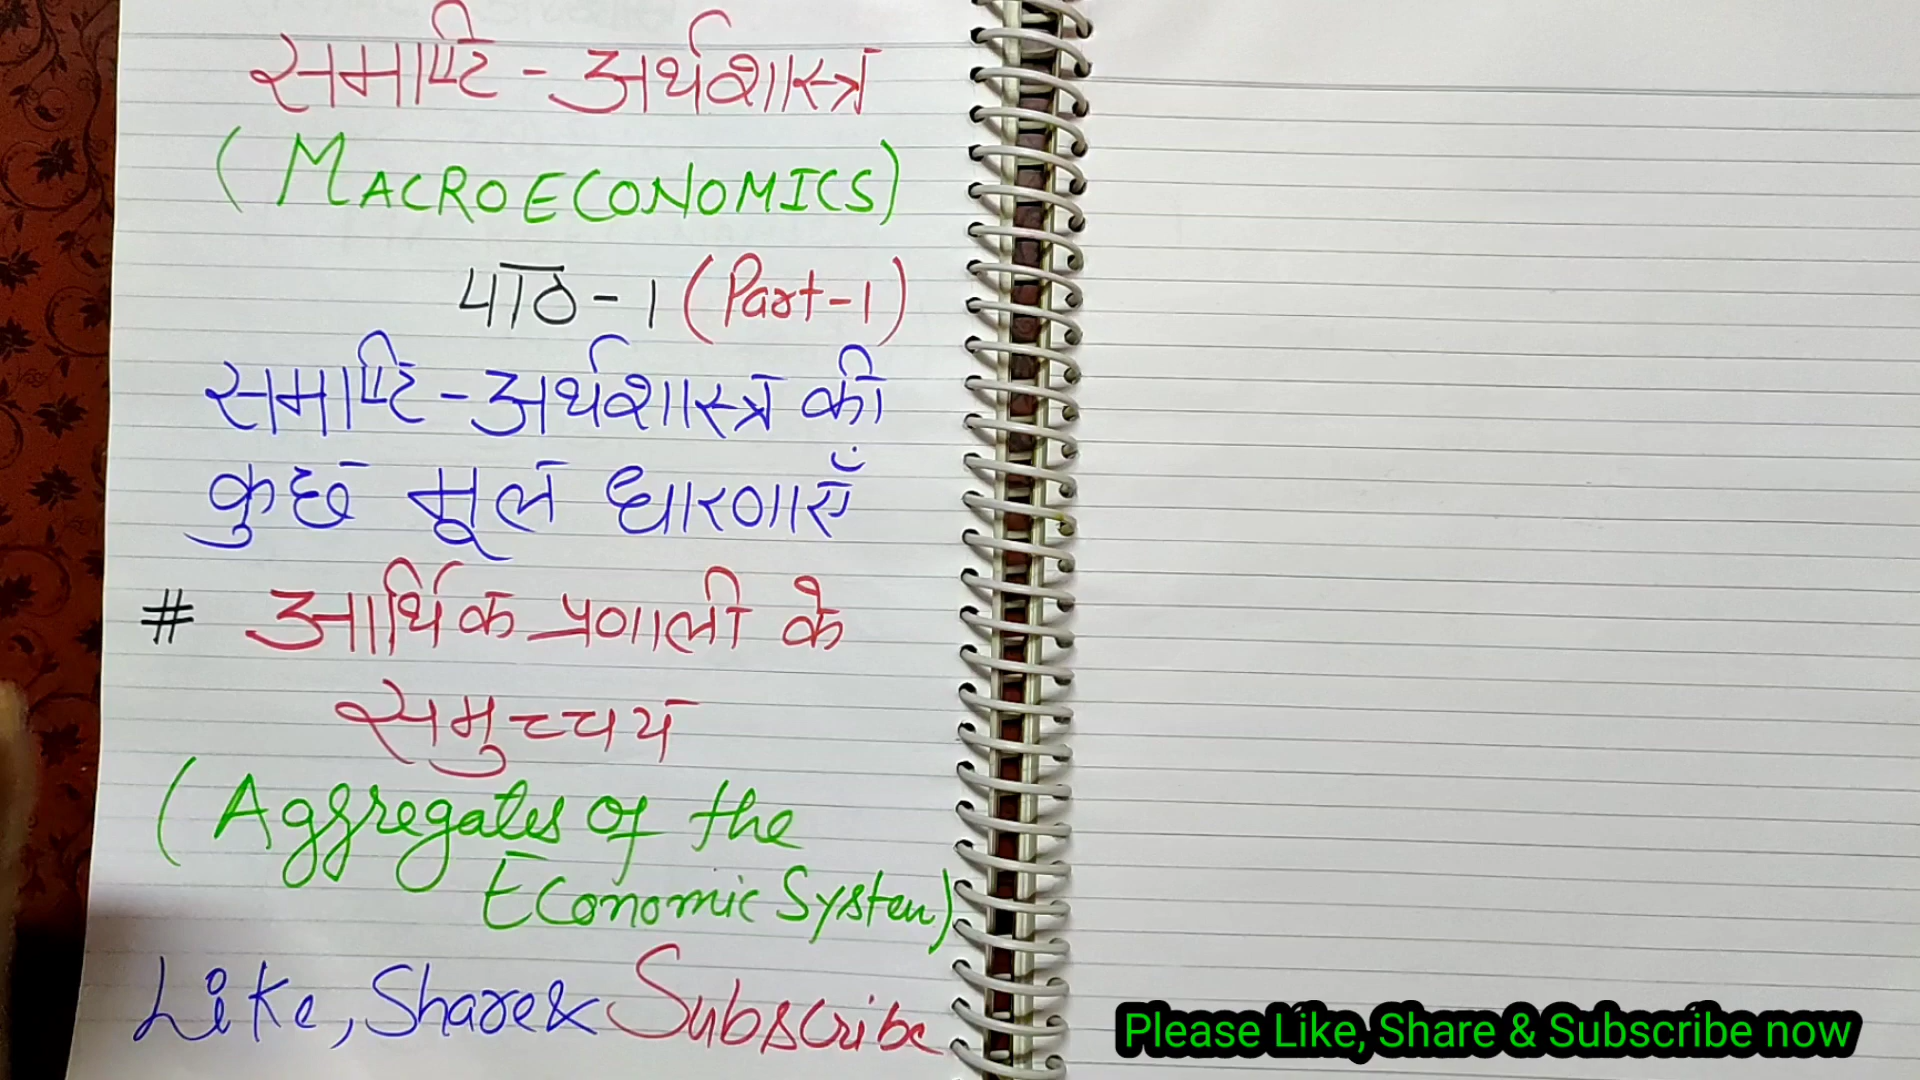 समष्टि - अर्थशास्त्र
(MACROECONOMICS)
पाठ - 1 (Part-1)
समष्टि - अर्थशास्त्र की
कुछ मूल धारणाएँ
# आर्थिक प्रणाली के
समुच्चय
(Aggregates of the
Economic System)
Like, Share & Subscribe
Please Like, Share & Subscribe now